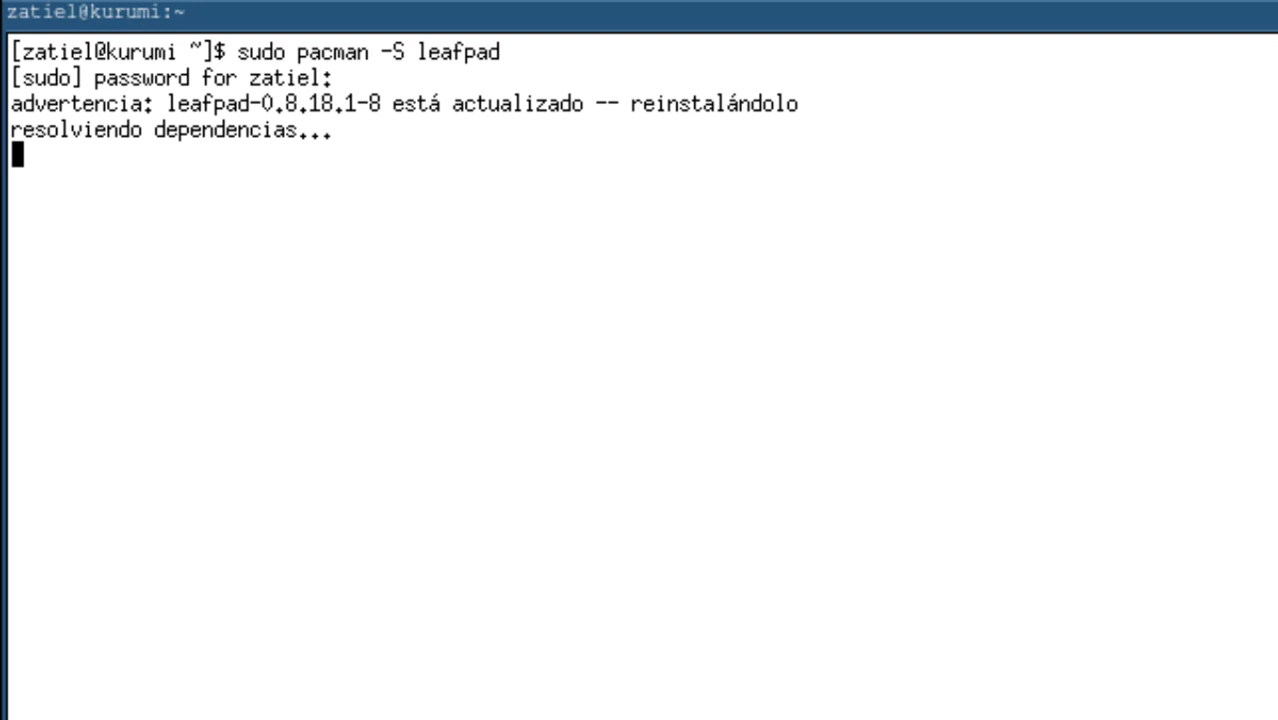 zatiel@kurumi:~
[zatiel@kurumi ~]$ sudo pacman -S leafpad
[sudo] password for zatiel:
advertencia: leafpad-0.8.18.1-8 está actualizado -- reinstalándolo
resolviendo dependencias...